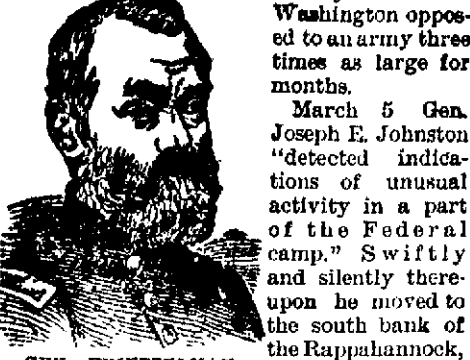 Washington oppos-
ed to an army three
times as large for
months.
March 5 Gen.
Joseph E. Johnston
"detected indica-
tions of unusual
activity in a part
of the Federal
camp." Swiftly
and silently there-
upon he moved to
the south bank of
the Rappahannock,